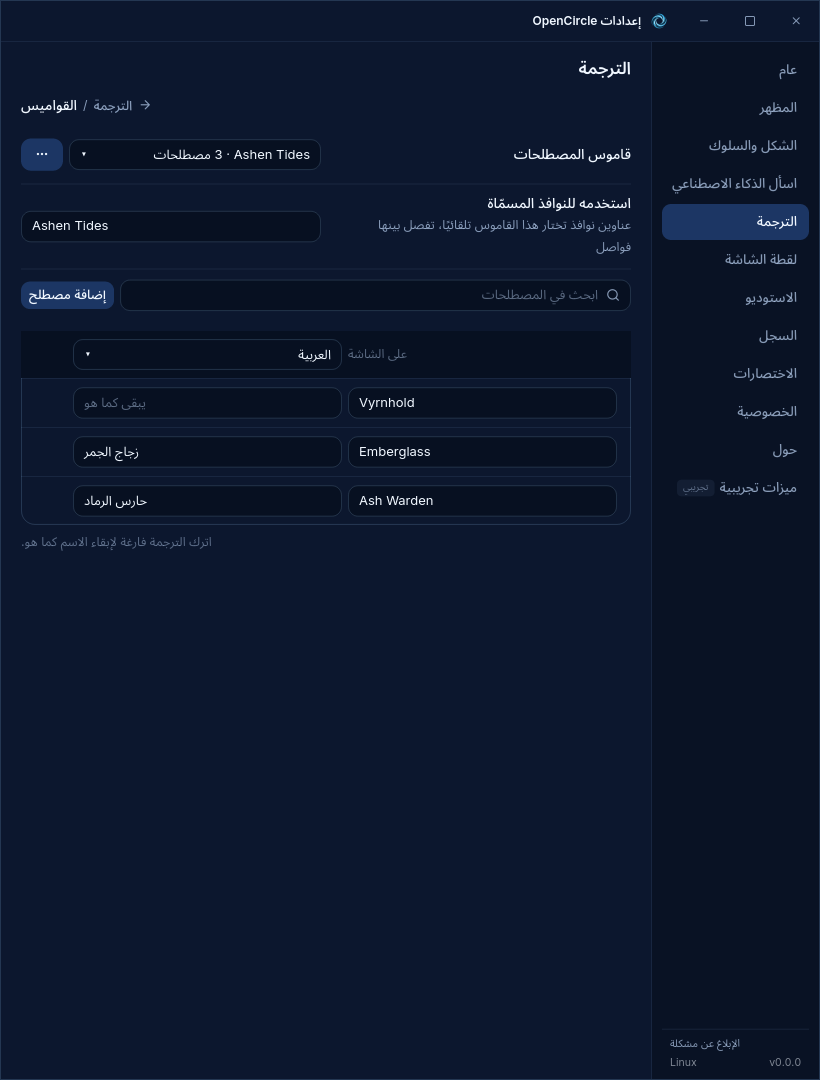 إعدادات OpenCircle
عام
المظهر
الشكل والسلوك
اسأل الذكاء الاصطناعي
الترجمة
لقطة الشاشة
الاستوديو
السجل
الاختصارات
الخصوصية
حول
ميزات تجريبية تجريبي
الإبلاغ عن مشكلة
v0.0.0 Linux
الترجمة
الترجمة / القواميس
قاموس المصطلحات
Ashen Tides · 3 مصطلحات
استخدمه للنوافذ المسمّاة
عناوين نوافذ تختار هذا القاموس تلقائيًا، تفصل بينها
فواصل
Ashen Tides
ابحث في المصطلحات
إضافة مصطلح
على الشاشة
العربية
Vyrnhold
يبقى كما هو
Emberglass
زجاج الجمر
Ash Warden
حارس الرماد
اترك الترجمة فارغة لإبقاء الاسم كما هو.